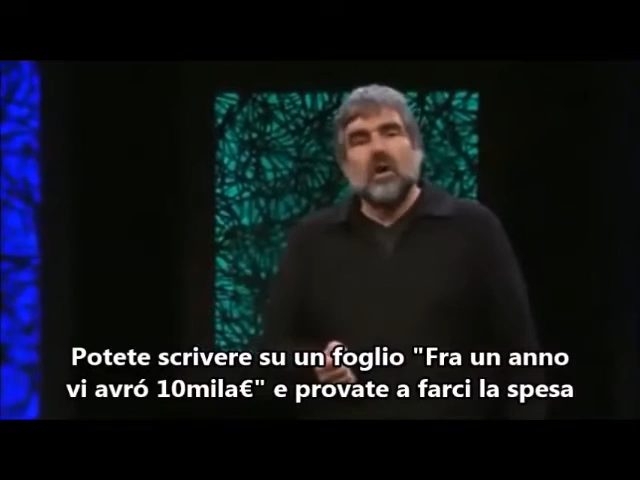 Potete scrivere su un foglio "Fra un anno
vi avró 10mila€" e provate a farci la spesa